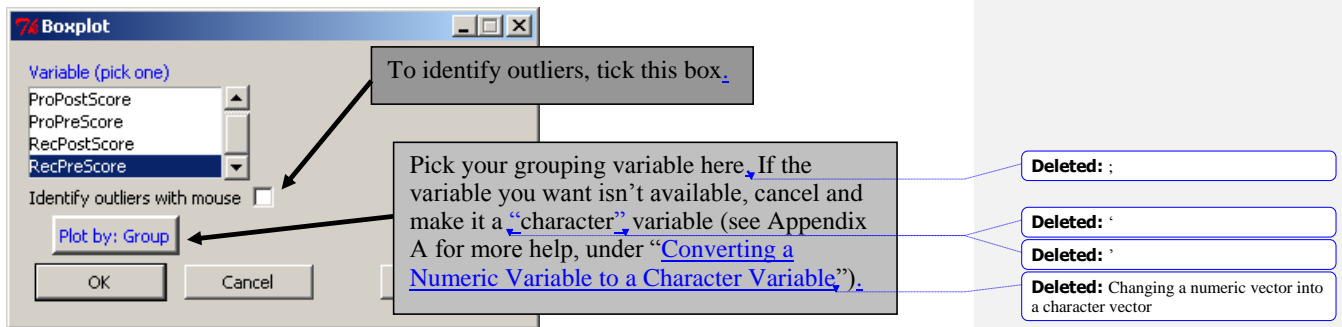 Boxplot
Variable (pick one)
ProPostScore
ProPreScore
RecPostScore
RecPreScore
Identify outliers with mouse
Plot by: Group
OK
Cancel
To identify outliers, tick this box.
Pick your grouping variable here. If the
variable you want isn’t available, cancel and
make it a “character” variable (see Appendix
A for more help, under “Converting a
Numeric Variable to a Character Variable”).
Deleted: ;
Deleted: ‘
Deleted: ’
Deleted: Changing a numeric vector into
a character vector